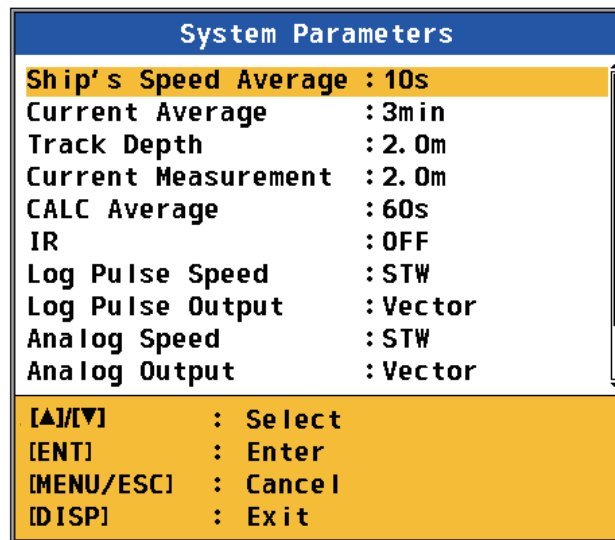 System Parameters
Ship's Speed Average : 10s
Current Average : 3min
Track Depth : 2.0m
Current Measurement : 2.0m
CALC Average : 60s
IR : OFF
Log Pulse Speed : STW
Log Pulse Output : Vector
Analog Speed : STW
Analog Output : Vector
[▲]/[▼] : Select
[ENT] : Enter
[MENU/ESC] : Cancel
[DISP] : Exit